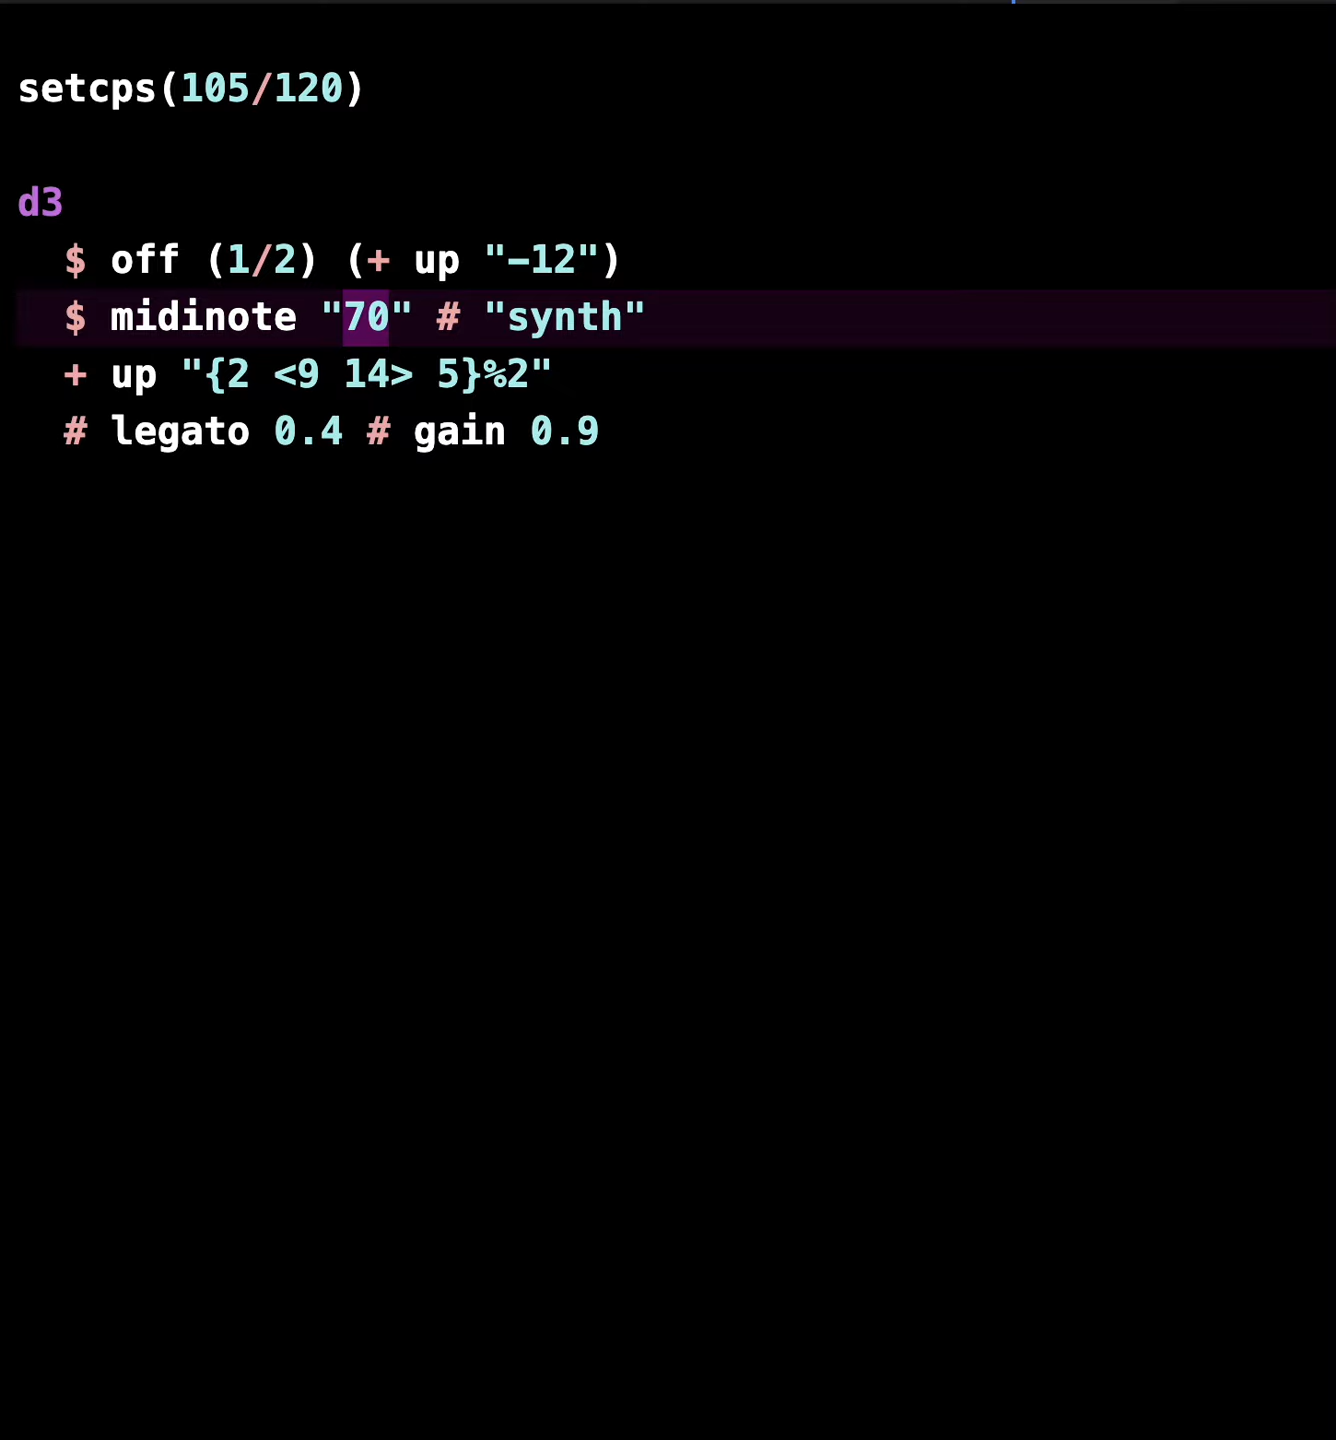 setcps(105/120)
d3
$ off (1/2) (+ up "-12")
$ midinote "70" # "synth"
+ up "{2 <9 14> 5}%2"
# legato 0.4 # gain 0.9